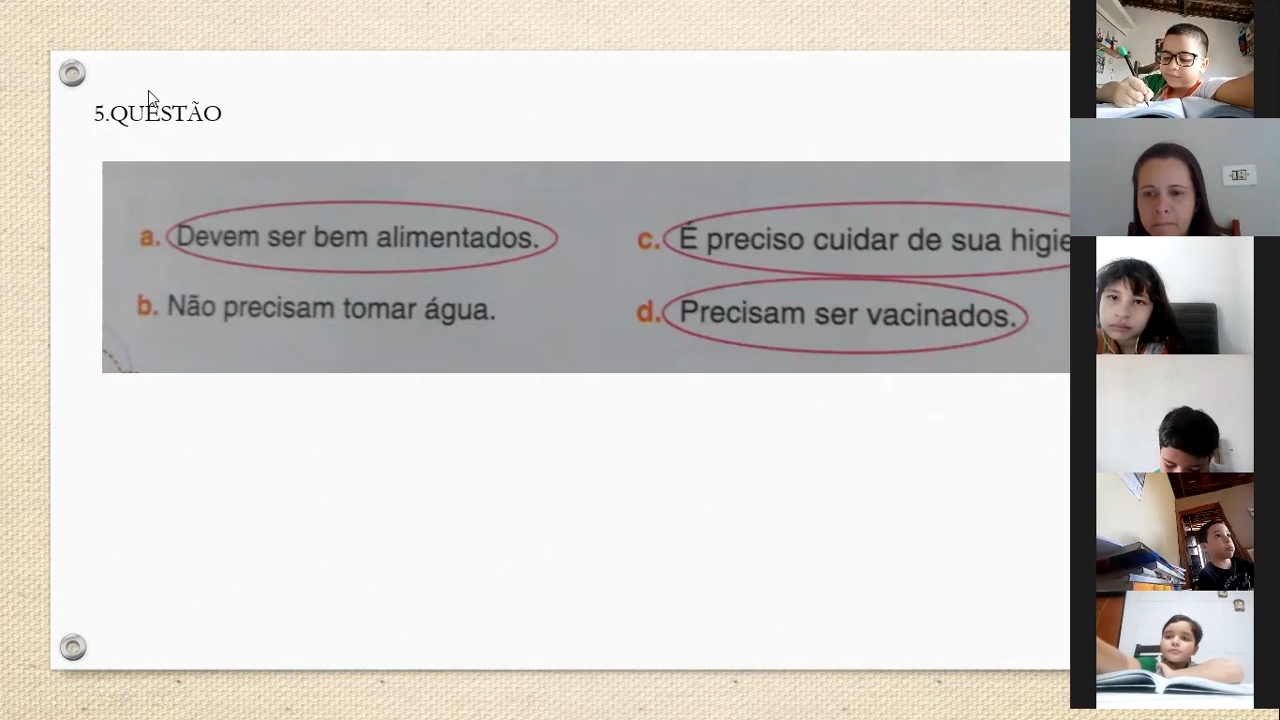 5.QUESTÃO
a. Devem ser bem alimentados.
b. Não precisam tomar água.
c. É preciso cuidar de sua higie
d. Precisam ser vacinados.